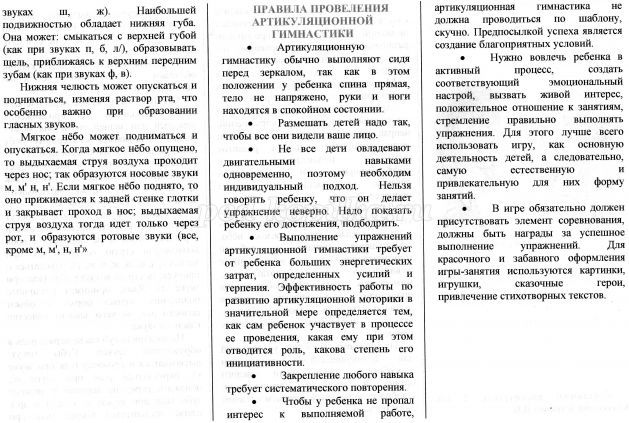 звуках ш, ж). Наибольшей
подвижностью обладает нижняя губа.
Она может: смыкаться с верхней губой
(как при звуках п, б, л/), образовывать
щель, приближаясь к верхним передним
зубам (как при звуках ф, в).
Нижняя челюсть может опускаться и
подниматься, изменяя раствор рта, что
особенно важно при образовании
гласных звуков.
Мягкое нёбо может подниматься и
опускаться. Когда мягкое нёбо опущено,
то выдыхаемая струя воздуха проходит
через нос; так образуются носовые звуки
м, м' н, н'. Если мягкое нёбо поднято, то
оно прижимается к задней стенке глотки
и закрывает проход в нос; выдыхаемая
струя воздуха тогда идет только через
рот, и образуются ротовые звуки (все,
кроме м, м', н, н'»
ПРАВИЛА ПРОВЕЛЕНИЯ
АРТИКУЛЯЦИОННОЙ
ГИМНАСТИКИ
• Артикуляционную
гимнастику обычно выполняют сидя
перед зеркалом, так как в этом
положении у ребенка спина прямая,
тело не напряжено, руки и ноги
находятся в спокойном состоянии.
• Размешать детей надо так,
чтобы все они видели ваше лицо.
• Не все дети овладевают
двигательными навыками
одновременно, поэтому необходим
индивидуальный подход. Нельзя
говорить ребенку, что он делает
упражнение неверно. Надо показать
ребенку его достижения, подбодрить.
• Выполнение упражнений
артикуляционной гимнастики требует
от ребенка больших энергетических
затрат, определенных усилий и
терпения. Эффективность работы по
развитию артикуляционной моторики в
значительной мере определяется тем,
как сам ребенок участвует в процессе
ее проведения, какая ему при этом
отводится роль, какова степень его
инициативности.
• Закрепление любого навыка
требует систематического повторения.
• Чтобы у ребенка не пропал
интерес к выполняемой работе,
артикуляционная гимнастика не
должна проводиться по шаблону,
скучно. Предпосылкой успеха является
создание благоприятных условий.
• Нужно вовлечь ребенка в
активный процесс, создать
соответствующий эмоциональный
настрой, вызвать живой интерес,
положительное отношение к занятиям,
стремление правильно выполнять
упражнения. Для этого лучше всего
использовать игру, как основную
деятельность детей, а следовательно,
самую естественную и
привлекательную для них форму
занятий.
• В игре обязательно должен
присутствовать элемент соревнования,
должны быть награды за успешное
выполнение упражнений. Для
красочного и забавного оформления
игры-занятия используются картинки,
игрушки, сказочные герои,
привлечение стихотворных текстов.